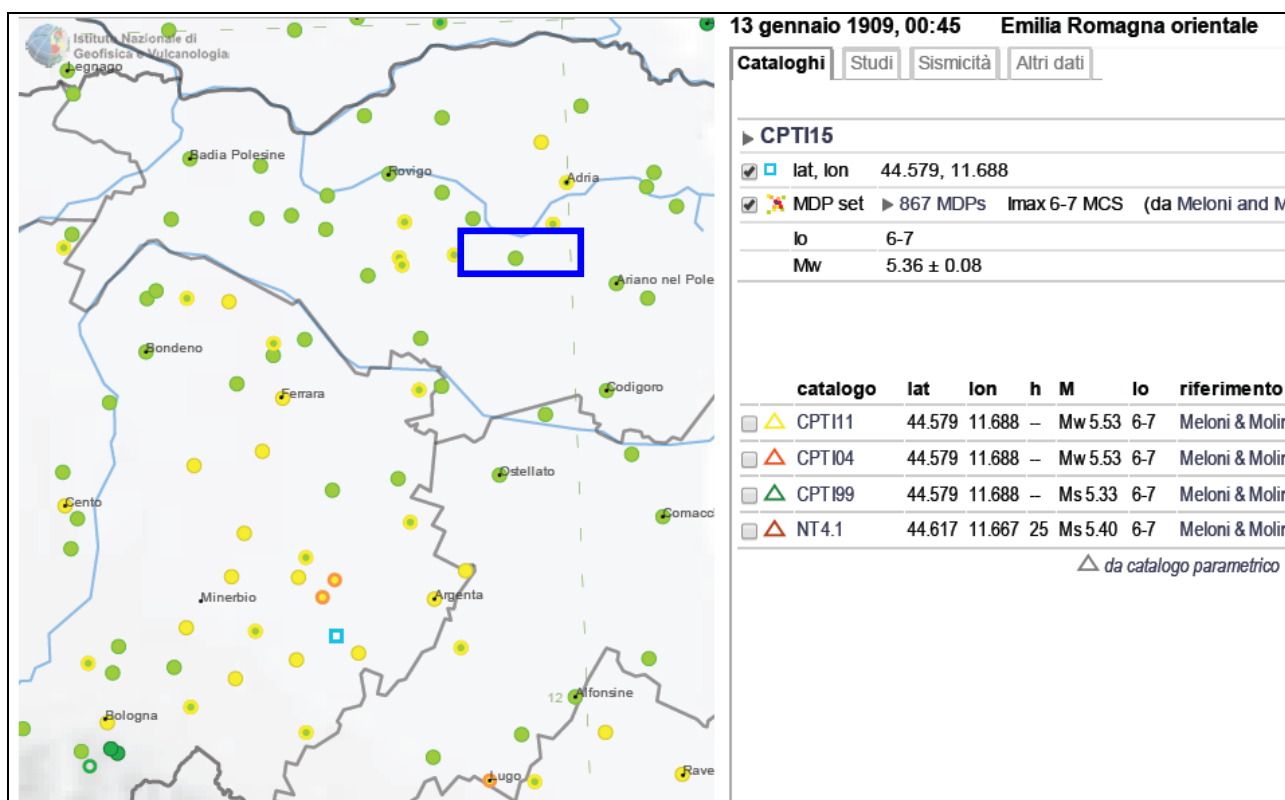 Istituto Nazionale di
Geofisica e Vulcanologia
Legnago
Badia Polesine
Rovigo
Adria
Ariano nel Pole
Bondeno
Ferrara
Codigoro
Ostellato
Cento
Comacc
Minerbio
Argenta
12
Alfonsine
Bologna
Lugo
Rave
13 gennaio 1909, 00:45 Emilia Romagna orientale
Cataloghi Studi Sismicità Altri dati
CPTI15
lat, lon 44.579, 11.688
MDP set 867 MDPs Imax 6-7 MCS (da Meloni and M
Io 6-7
Mw 5.36 ± 0.08
catalogo lat lon h M Io riferimento
CPTI11 44.579 11.688 – Mw 5.53 6-7 Meloni & Molin
CPTI04 44.579 11.688 – Mw 5.53 6-7 Meloni & Molin
CPTI99 44.579 11.688 – Ms 5.33 6-7 Meloni & Molin
NT4.1 44.617 11.667 25 Ms 5.40 6-7 Meloni & Molin
da catalogo parametrico